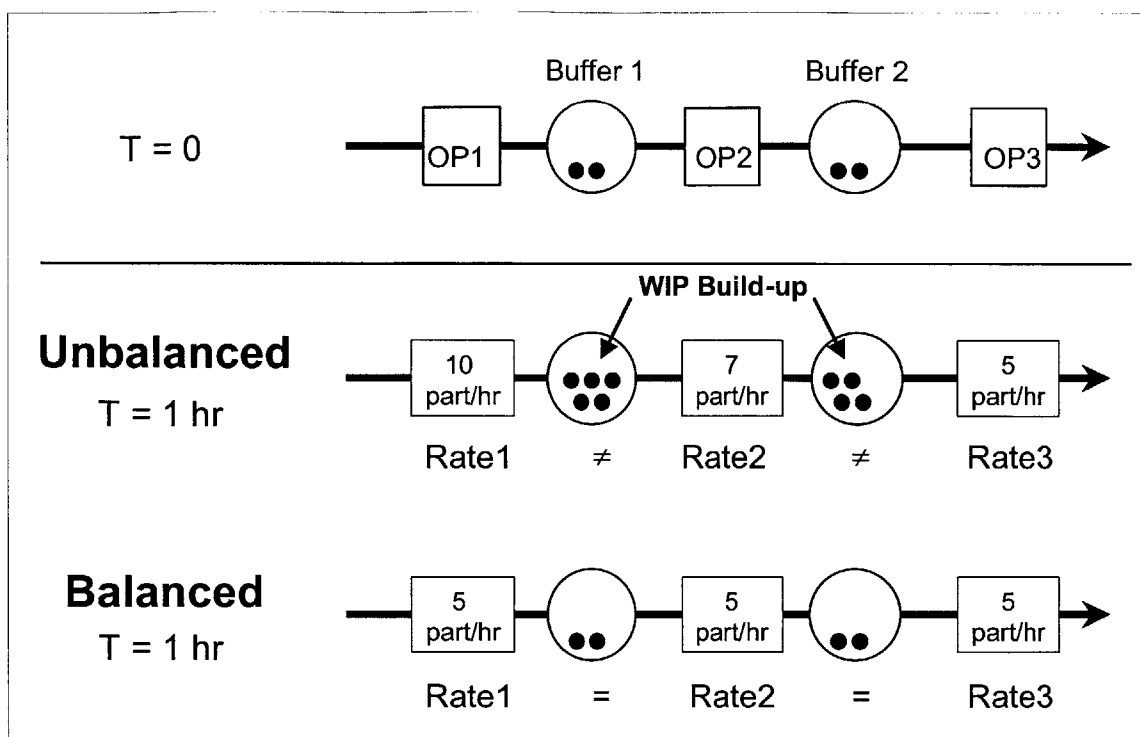 Buffer 1
Buffer 2
T = 0
OP1
OP2
OP3
WIP Build-up
Unbalanced
T = 1 hr
10
part/hr
7
part/hr
5
part/hr
Rate1 ≠ Rate2 ≠ Rate3
Balanced
T = 1 hr
5
part/hr
5
part/hr
5
part/hr
Rate1 = Rate2 = Rate3